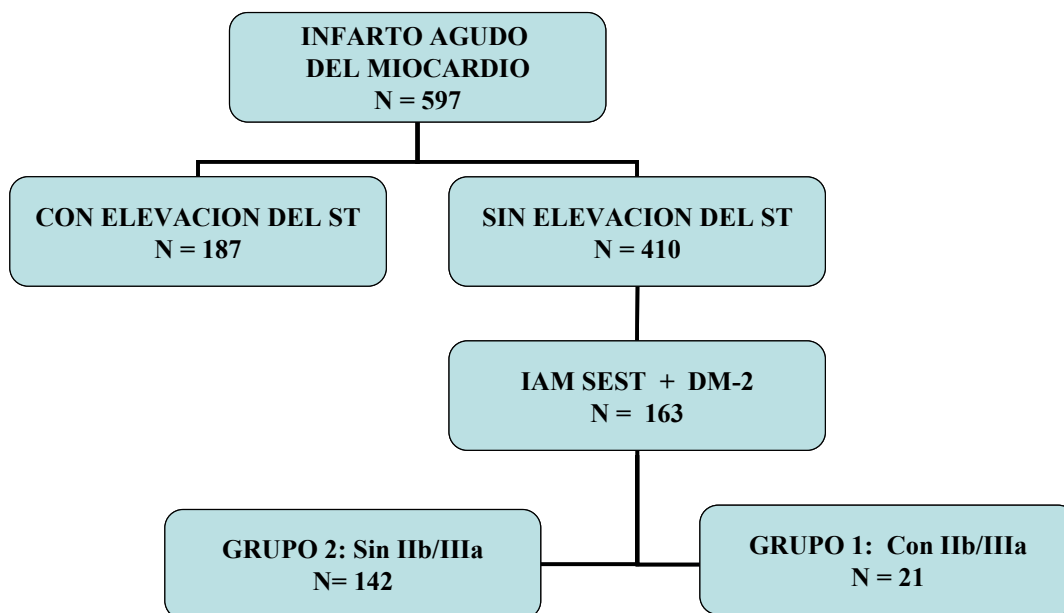 INFARTO AGUDO
DEL MIOCARDIO
N = 597
CON ELEVACION DEL ST
N = 187
SIN ELEVACION DEL ST
N = 410
IAM SEST + DM-2
N = 163
GRUPO 2: Sin IIb/IIIa
N= 142
GRUPO 1: Con IIb/IIIa
N = 21